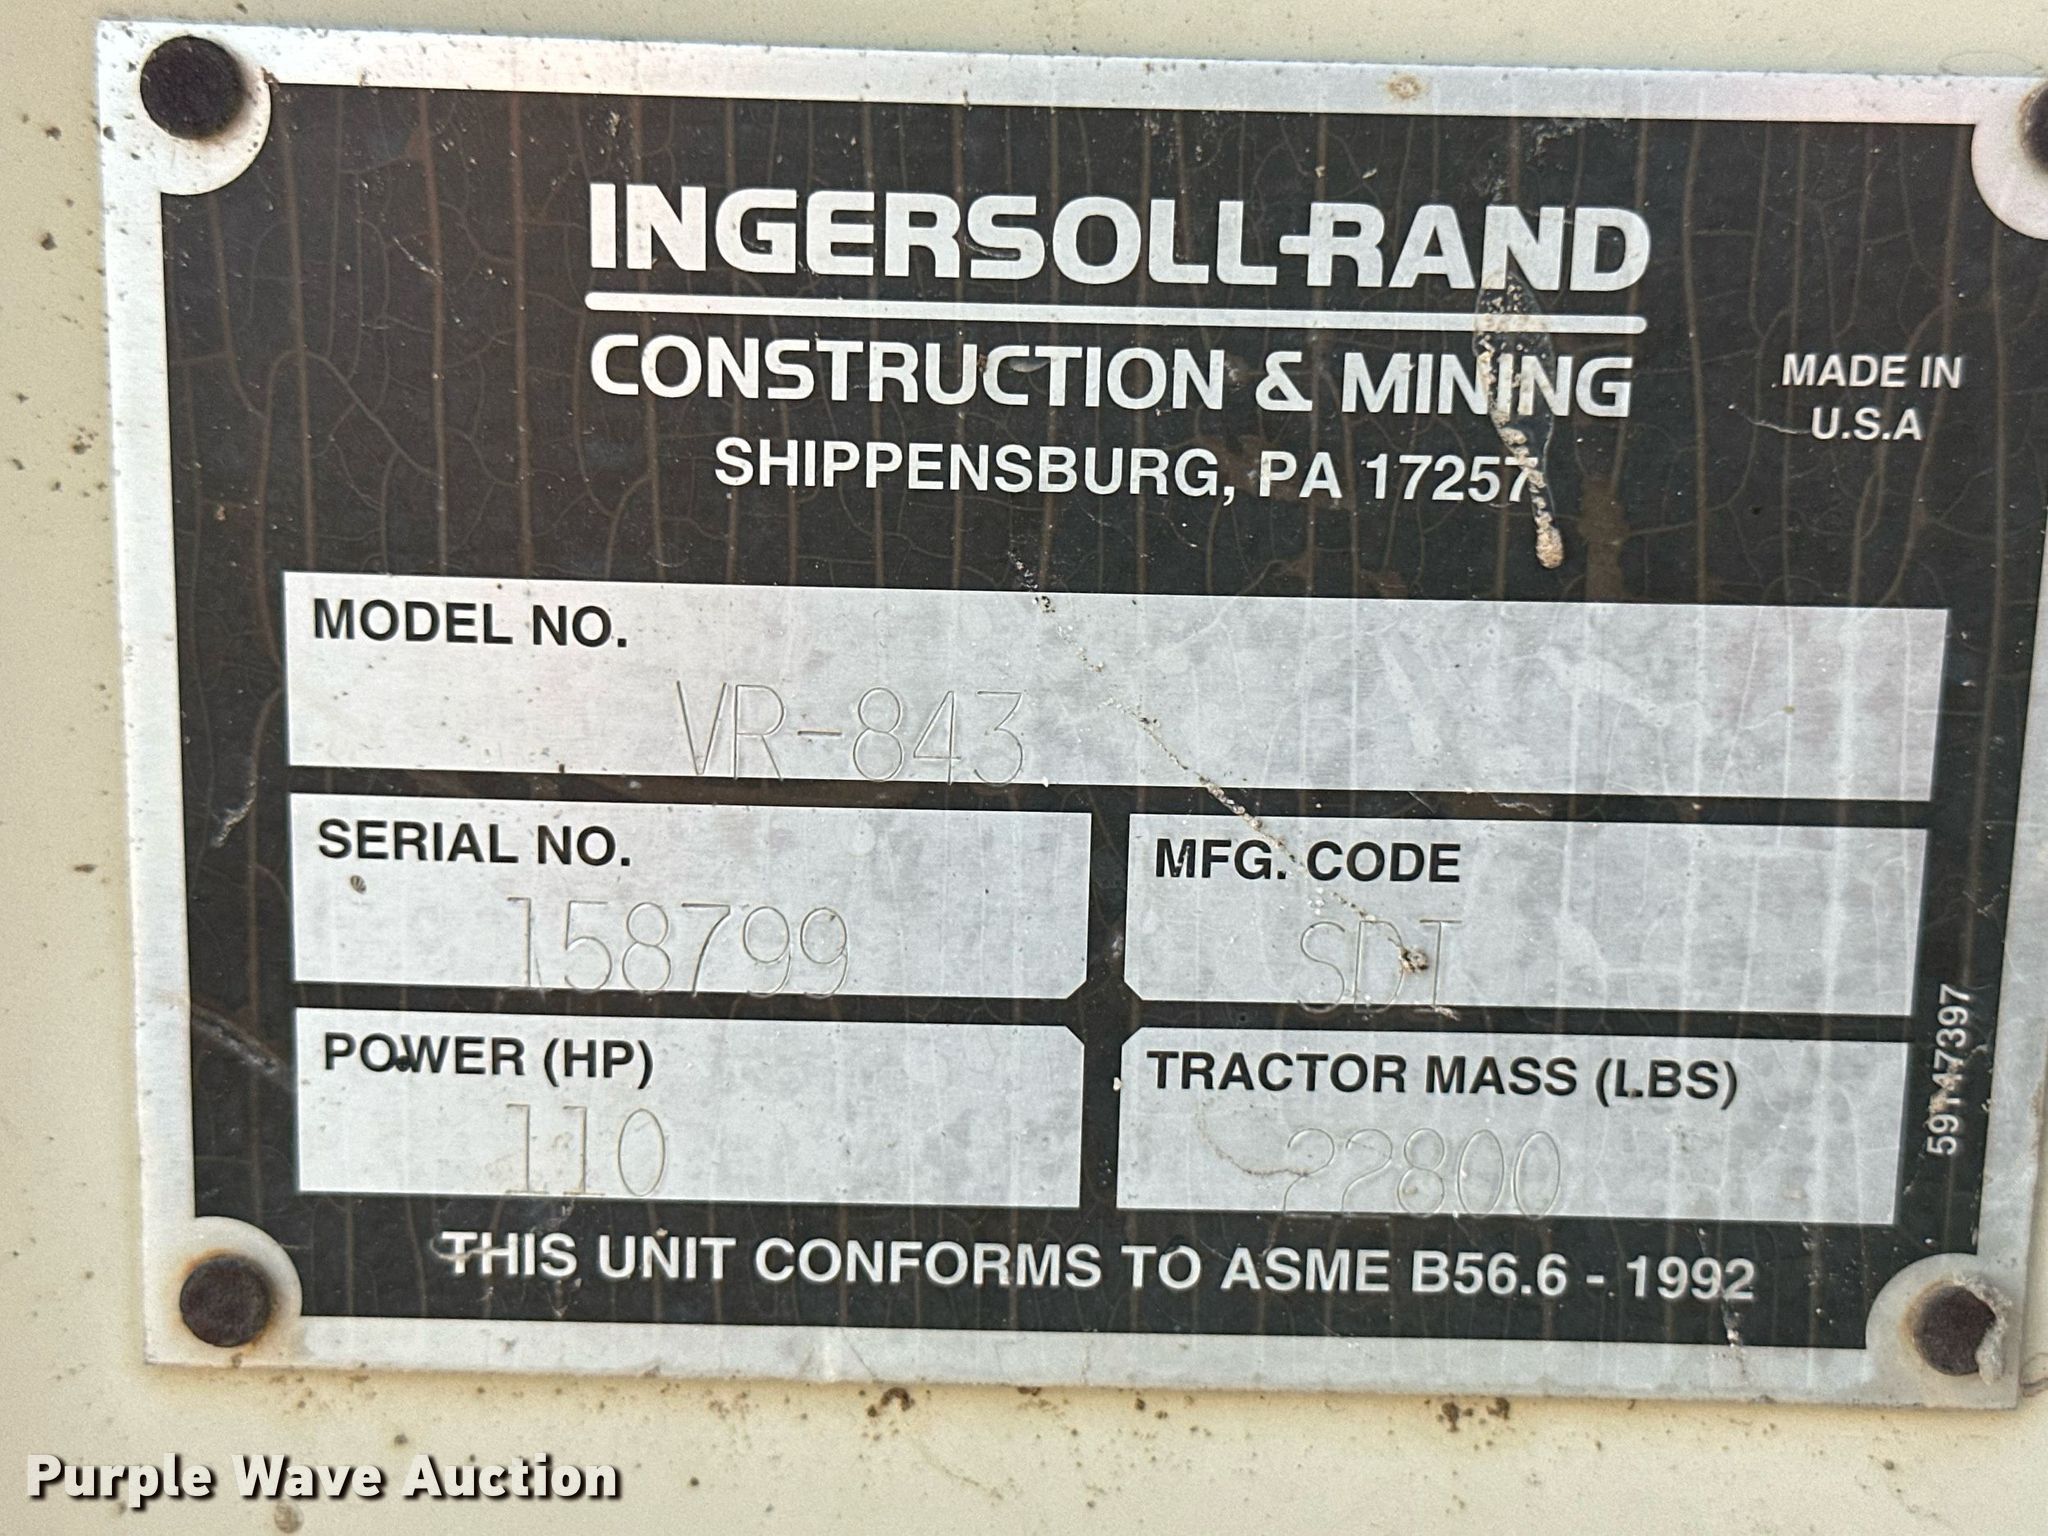 INGERSOLL-RAND
CONSTRUCTION & MINING
SHIPPENSBURG, PA 17257
MADE IN
U.S.A
MODEL NO.
VR-843
SERIAL NO.
158799
MFG. CODE
SDI
POWER (HP)
110
TRACTOR MASS (LBS)
22800
59147397
THIS UNIT CONFORMS TO ASME B56.6 - 1992
Purple Wave Auction